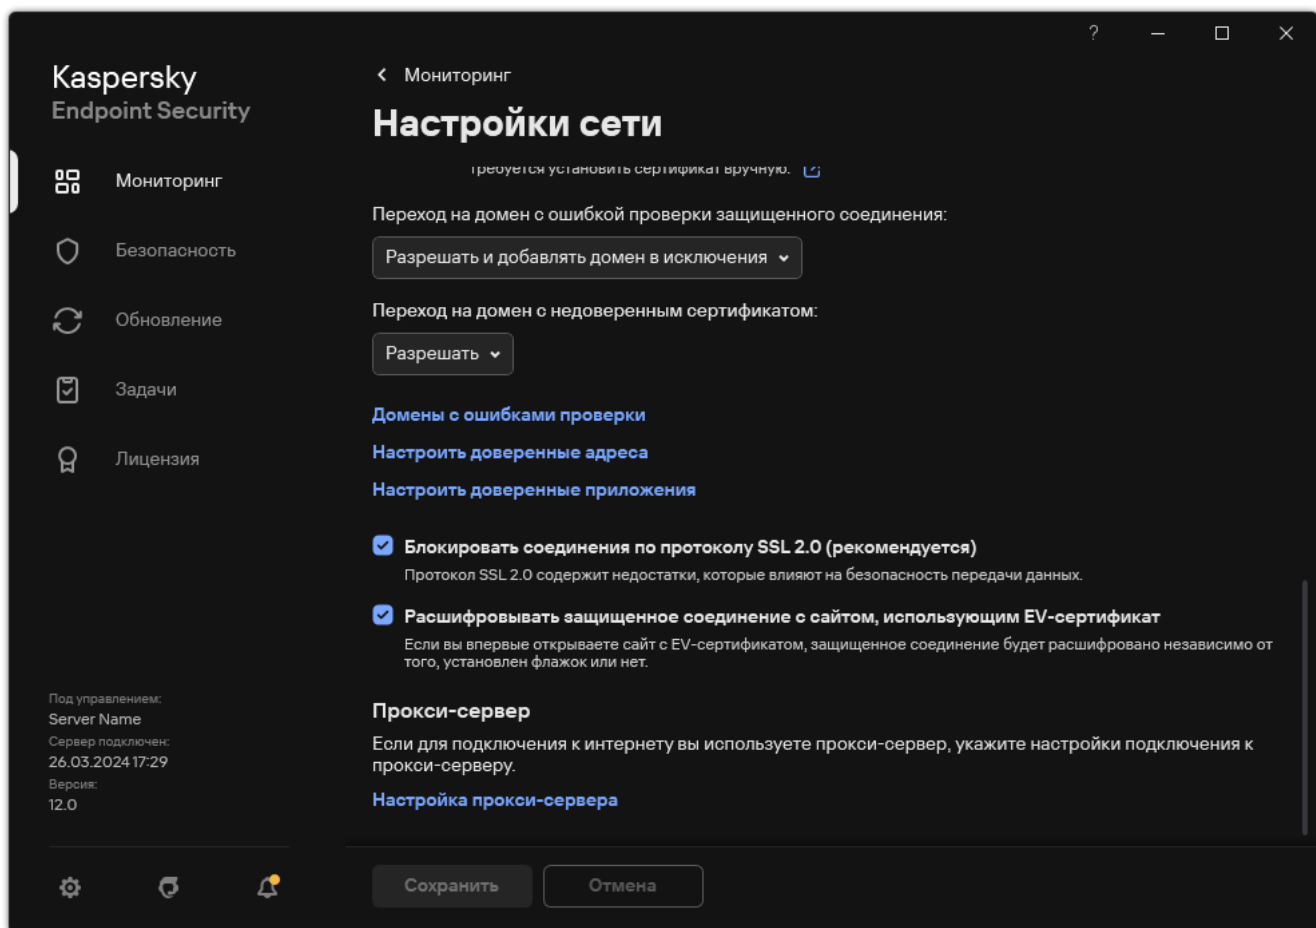 ?
Kaspersky
Endpoint Security
Мониторинг
Безопасность
Обновление
Задачи
Лицензия
Под управлением:
Server Name
Сервер подключен:
26.03.2024 17:29
Версия:
12.0
Мониторинг
Настройки сети
требуется установить сертификат вручную.
Переход на домен с ошибкой проверки защищенного соединения:
Разрешать и добавлять домен в исключения
Переход на домен с недоверенным сертификатом:
Разрешать
Домены с ошибками проверки
Настроить доверенные адреса
Настроить доверенные приложения
Блокировать соединения по протоколу SSL 2.0 (рекомендуется)
Протокол SSL 2.0 содержит недостатки, которые влияют на безопасность передачи данных.
Расшифровывать защищенное соединение с сайтом, использующим EV-сертификат
Если вы впервые открываете сайт с EV-сертификатом, защищенное соединение будет расшифровано независимо от
того, установлен флажок или нет.
Прокси-сервер
Если для подключения к интернету вы используете прокси-сервер, укажите настройки подключения к
прокси-серверу.
Настройка прокси-сервера
Сохранить
Отмена